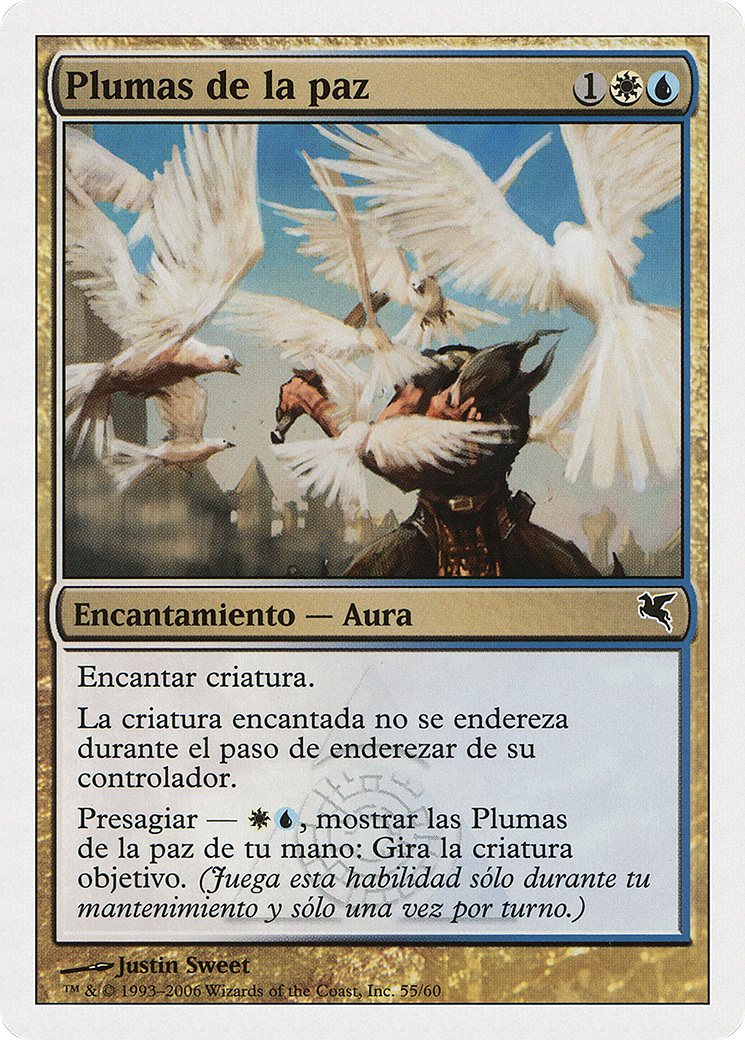 Plumas de la paz
1
Encantamiento — Aura
Encantar criatura.
La criatura encantada no se endereza
durante el paso de enderezar de su
controlador.
Presagiar — , mostrar las Plumas
de la paz de tu mano: Gira la criatura
objetivo. (Juega esta habilidad sólo durante tu
mantenimiento y sólo una vez por turno.)
Justin Sweet
™ & © 1993–2006 Wizards of the Coast, Inc. 55/60